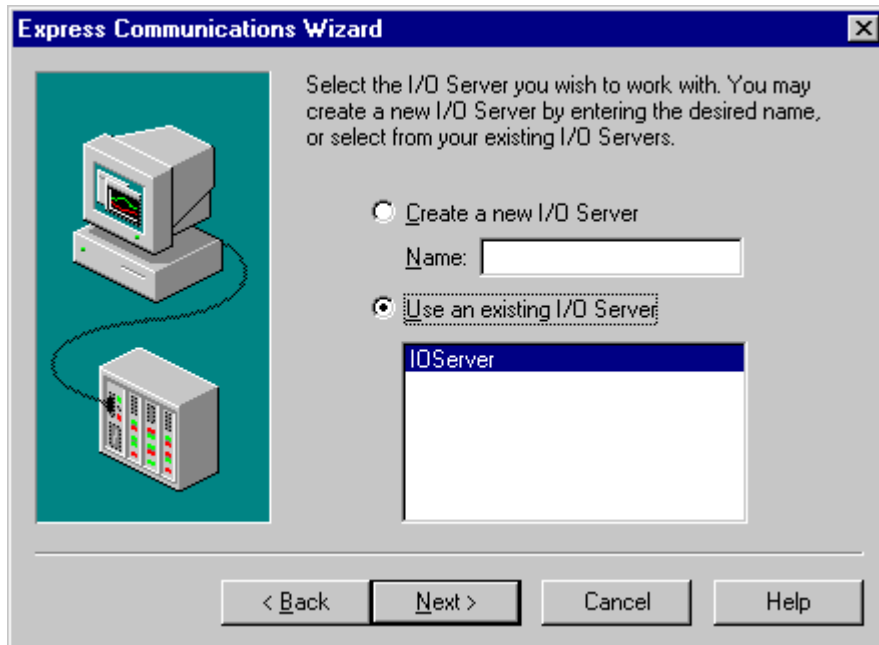 Express Communications Wizard
Select the I/O Server you wish to work with. You may
create a new I/O Server by entering the desired name,
or select from your existing I/O Servers.
Create a new I/O Server
Name:
Use an existing I/O Server
IOServer
< Back
Next >
Cancel
Help